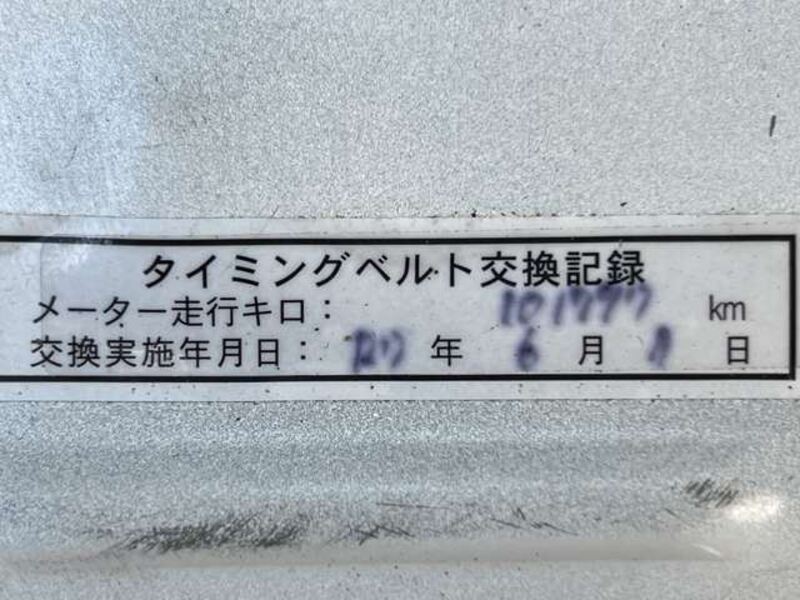 タイミングベルト交換記録
メーター走行キロ： km
交換実施年月日： 年 6 月 日